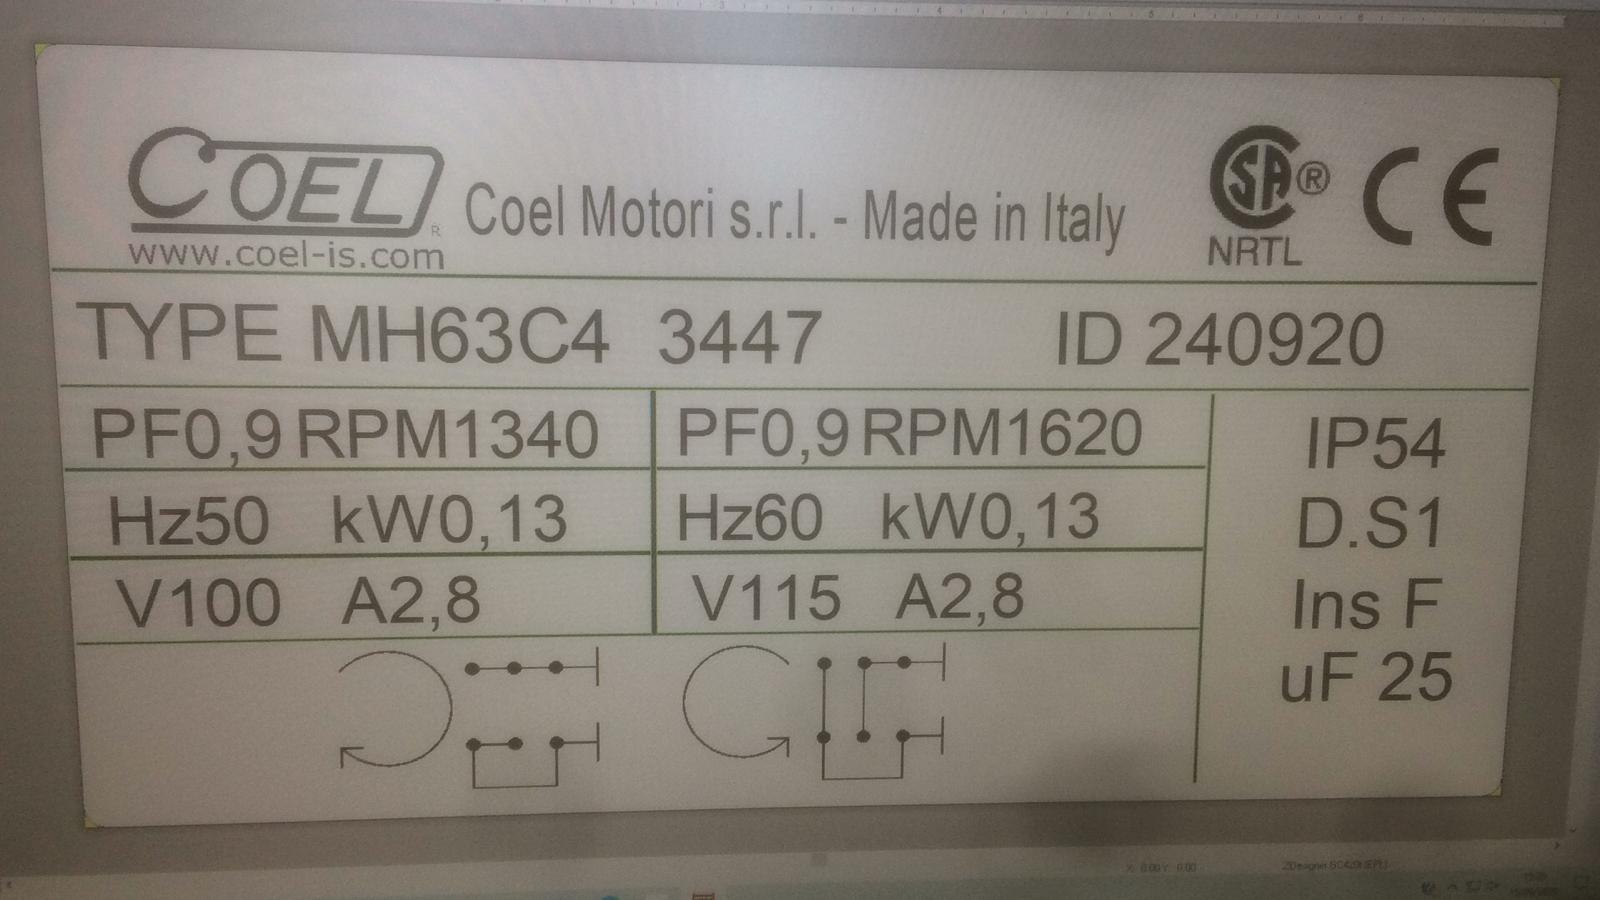 COEL® Coel Motori s.r.l. - Made in Italy SA® CE
www.coel-is.com NRTL
TYPE MH63C4 3447 ID 240920
PF0,9 RPM1340 PF0,9 RPM1620 IP54
Hz50 kW0,13 Hz60 kW0,13 D.S1
V100 A2,8 V115 A2,8 Ins F
uF 25